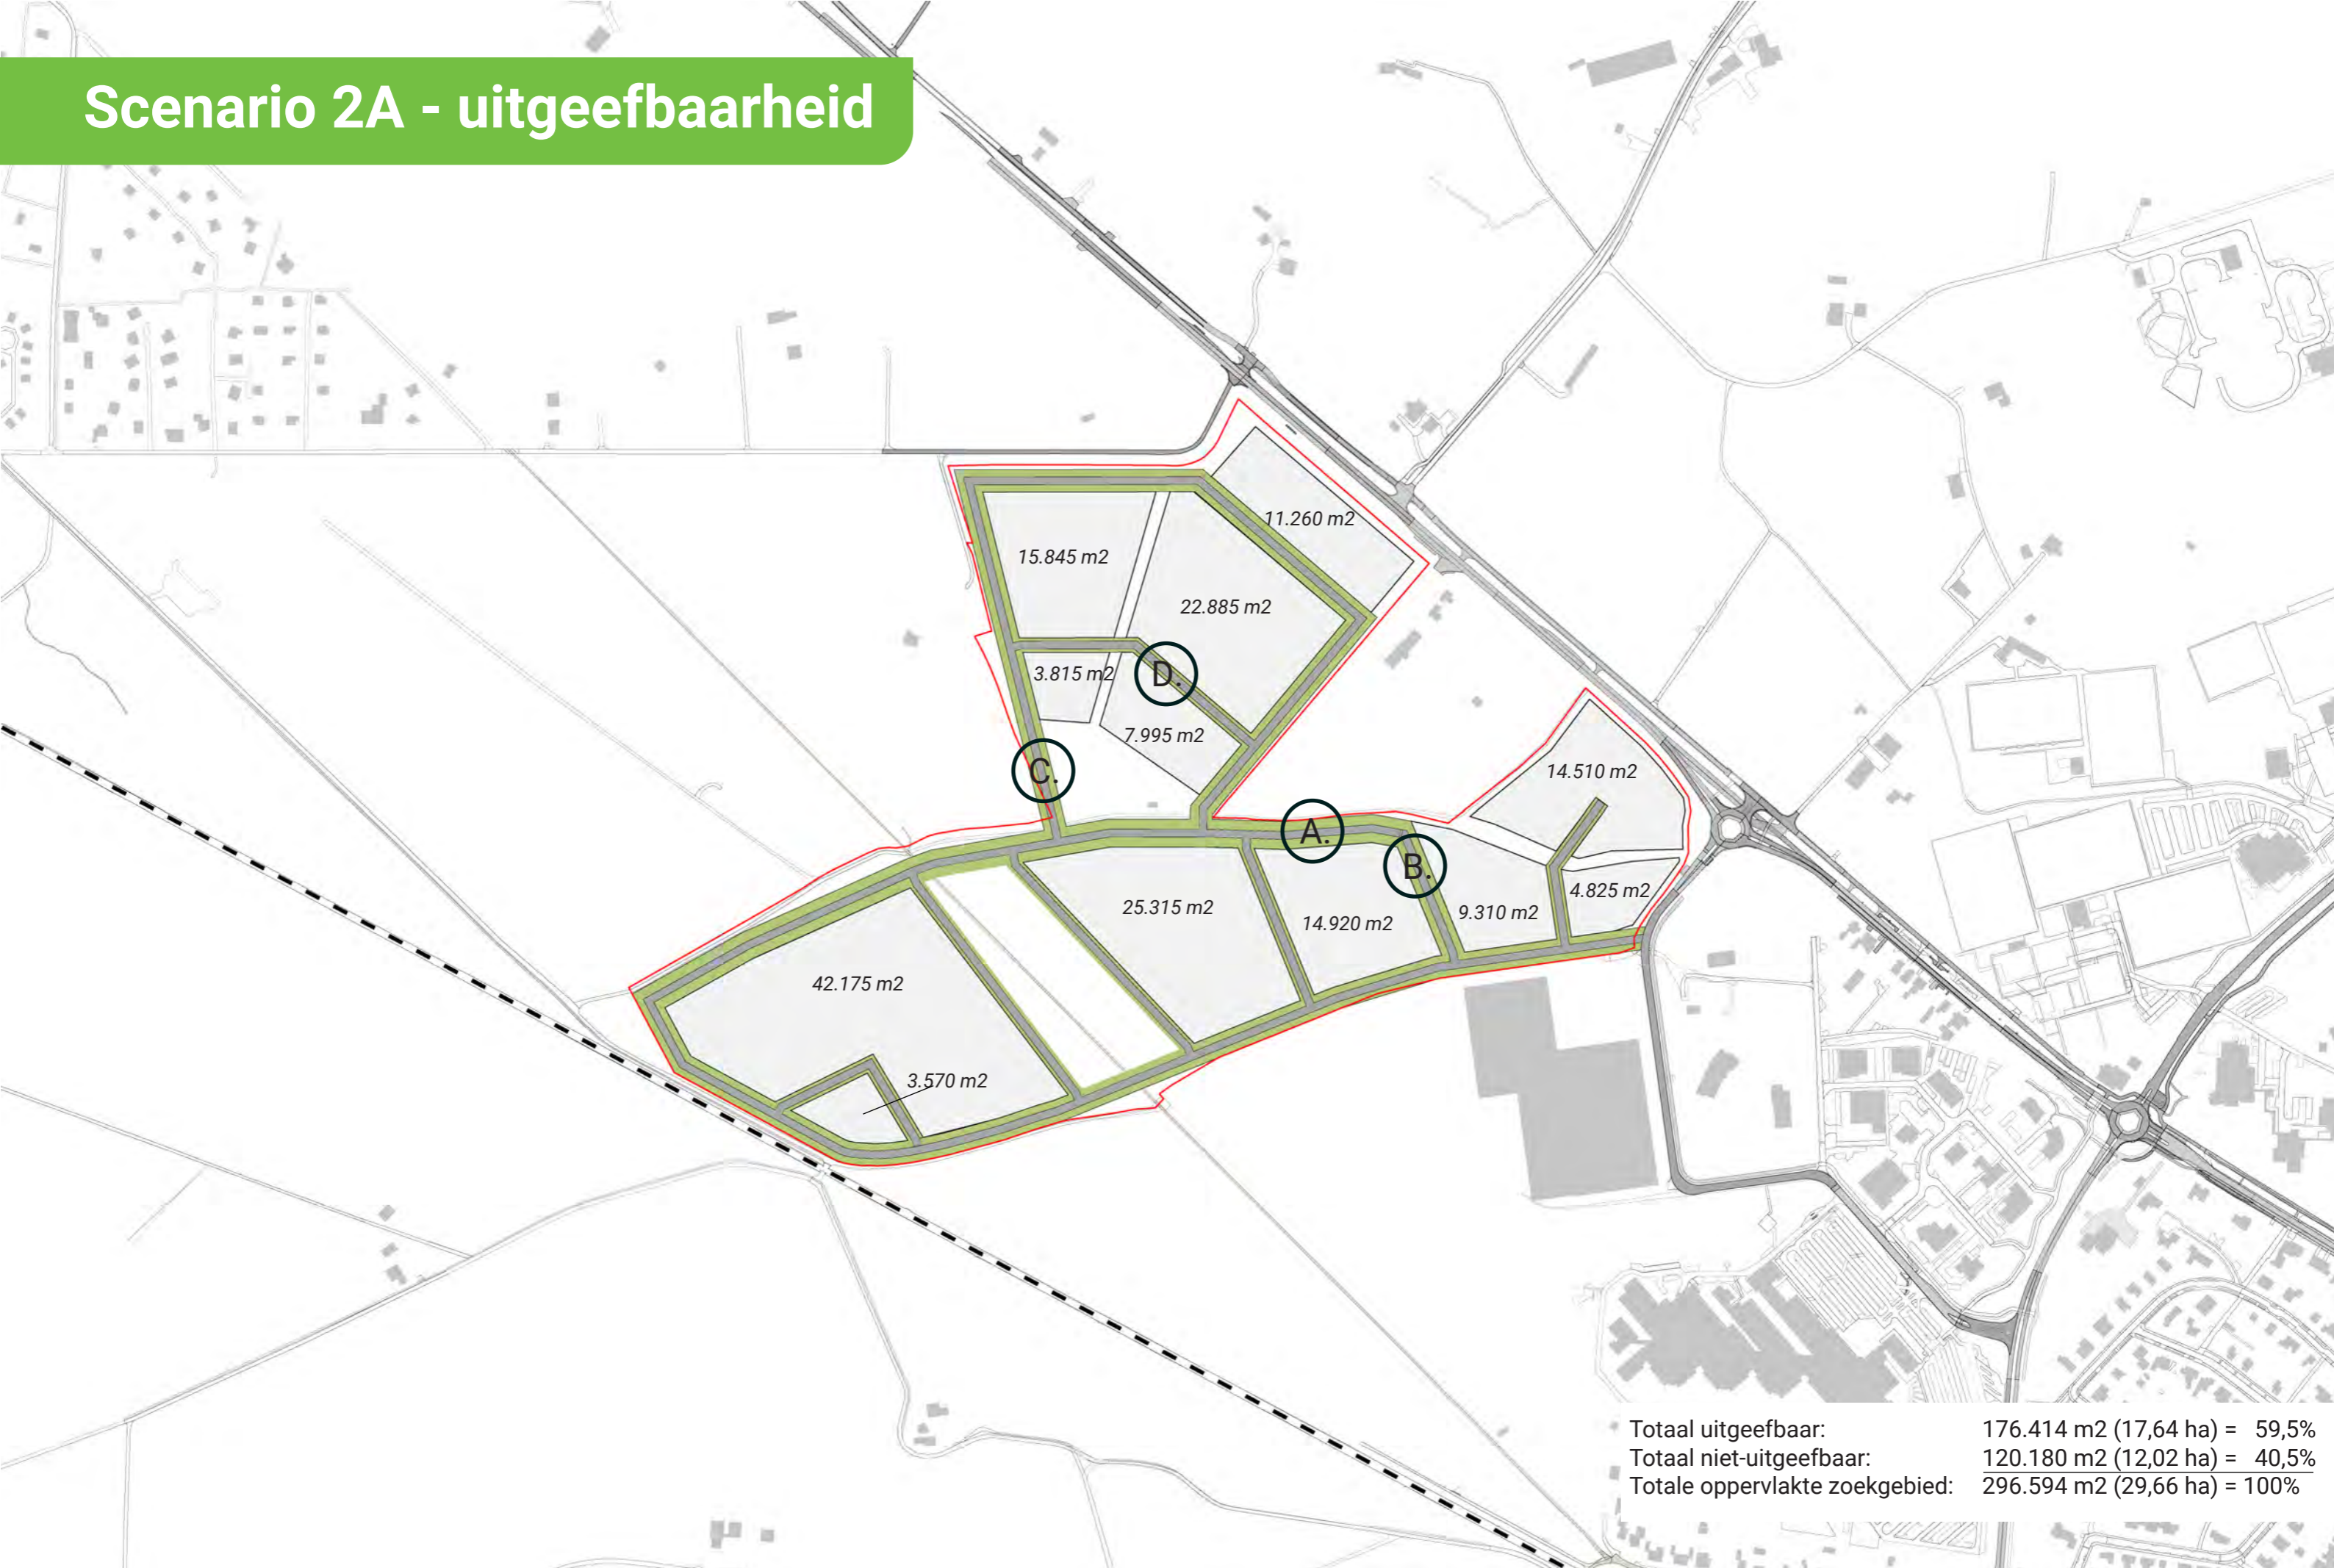 Scenario 2A - uitgeefbaarheid
11.260 m2
15.845 m2
22.885 m2
3.815 m2
D.
7.995 m2
C.
14.510 m2
A.
B.
4.825 m2
25.315 m2
9.310 m2
14.920 m2
42.175 m2
3.570 m2
Totaal uitgeefbaar: 176.414 m2 (17,64 ha) = 59,5%
Totaal niet-uitgeefbaar: 120.180 m2 (12,02 ha) = 40,5%
Totale oppervlakte zoekgebied: 296.594 m2 (29,66 ha) = 100%